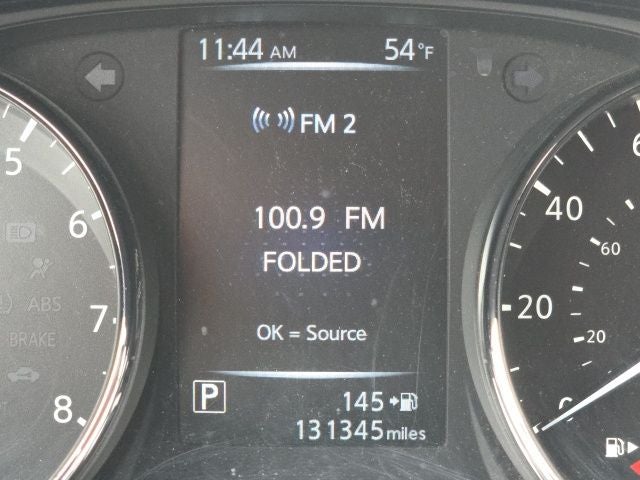 11:44 AM 54°F
FM 2
100.9 FM
FOLDED
OK = Source
P 145
131345 miles
5
6
7
8
ABS
BRAKE
40
60
20
20
0